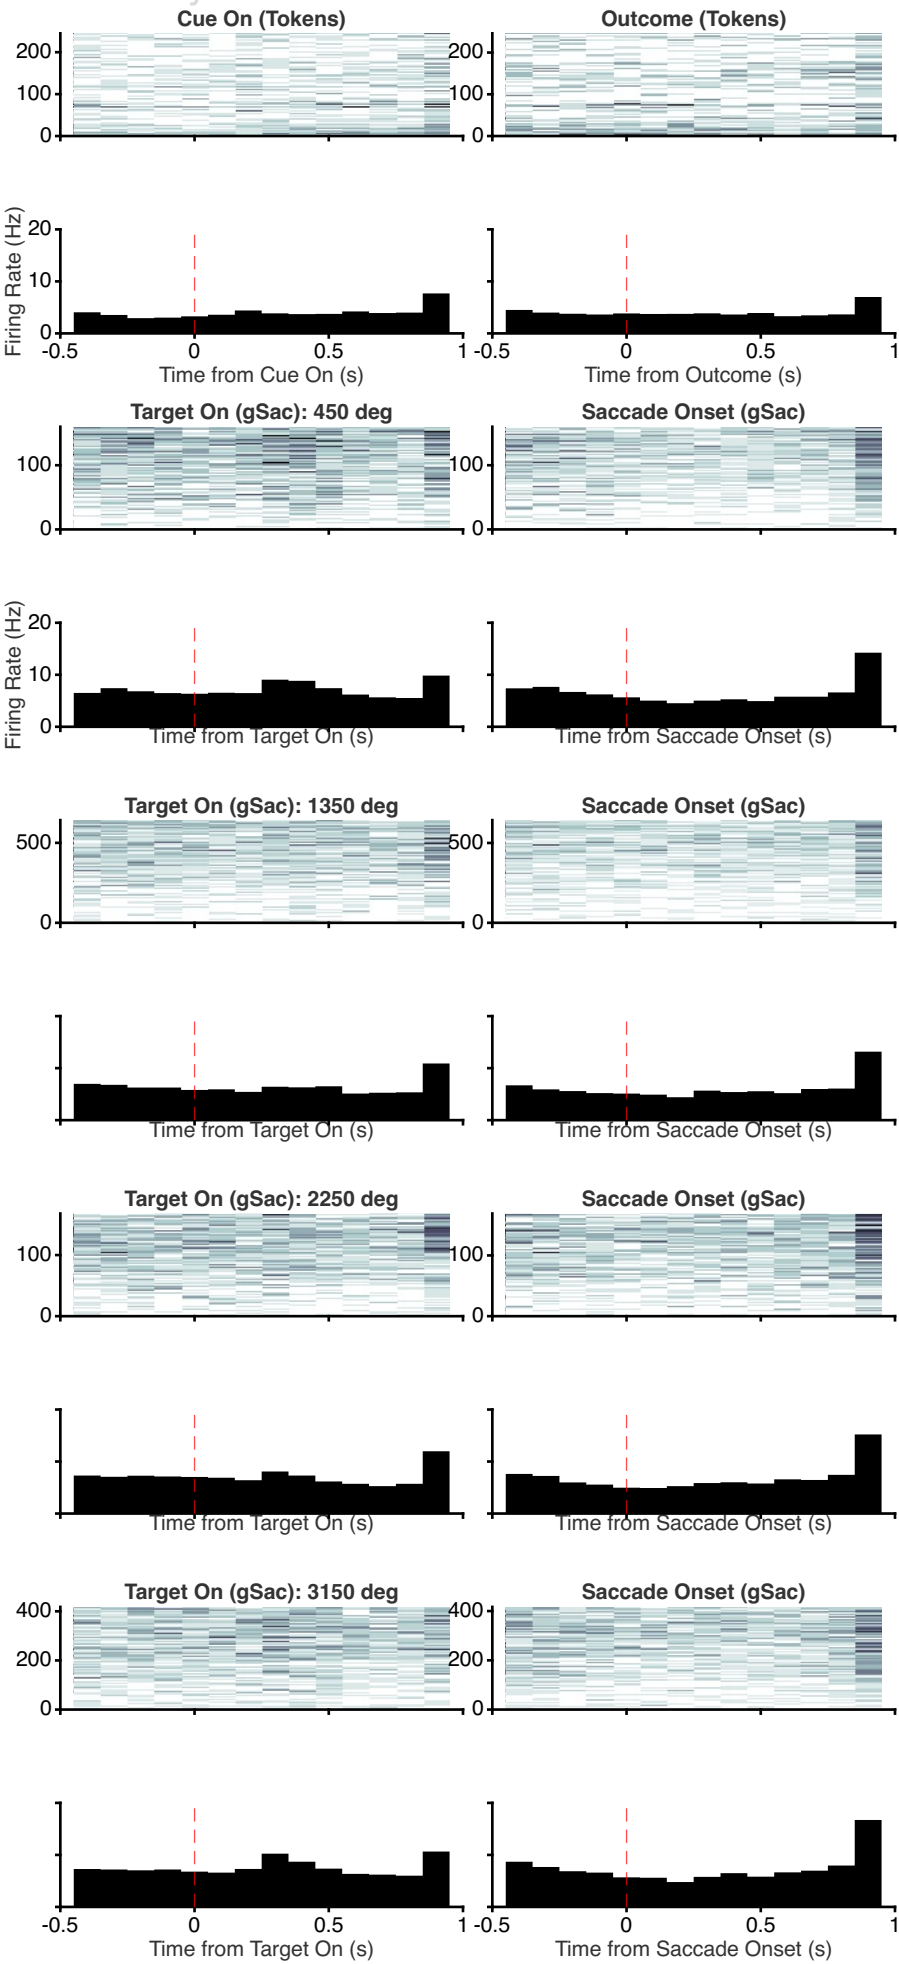 Cue On (Tokens)
Outcome (Tokens)
200
100
0
200
100
0
Firing Rate (Hz)
20
10
0
-0.5
0
0.5
1
Time from Cue On (s)
-0.5
0
0.5
1
Time from Outcome (s)
Target On (gSac): 450 deg
Saccade Onset (gSac)
100
0
100
0
Firing Rate (Hz)
20
10
0
Time from Target On (s)
Time from Saccade Onset (s)
Target On (gSac): 1350 deg
Saccade Onset (gSac)
500
0
500
0
Time from Target On (s)
Time from Saccade Onset (s)
Target On (gSac): 2250 deg
Saccade Onset (gSac)
100
0
100
0
Time from Target On (s)
Time from Saccade Onset (s)
Target On (gSac): 3150 deg
Saccade Onset (gSac)
400
200
0
400
200
0
-0.5
0
0.5
1
Time from Target On (s)
-0.5
0
0.5
1
Time from Saccade Onset (s)